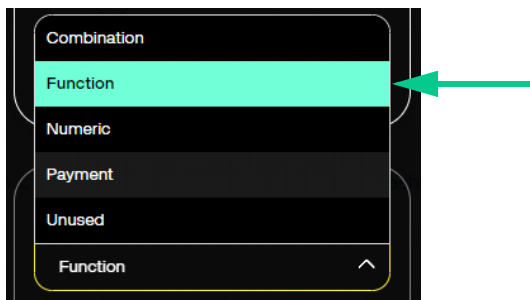 Combination
Function
Numeric
Payment
Unused
Function